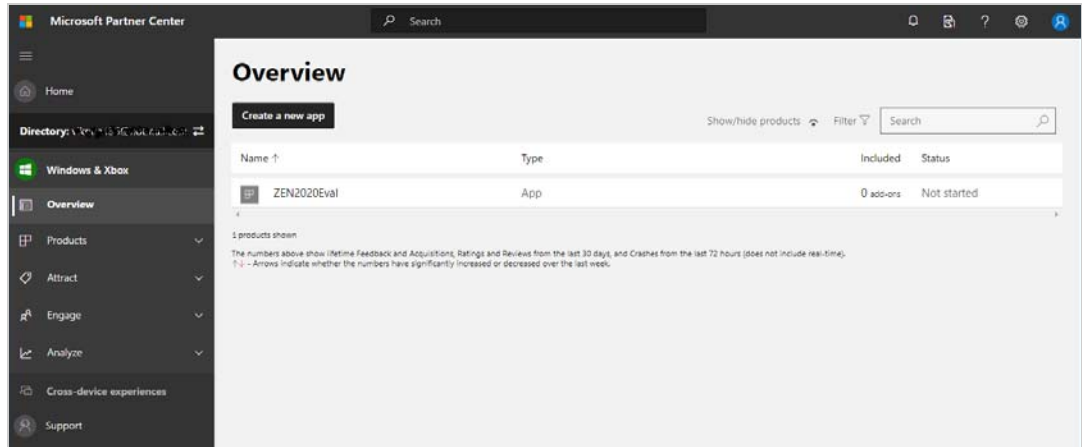 Microsoft Partner Center
Search
Home
Directory:
Windows & Xbox
Overview
Products
Attract
Engage
Analyze
Cross-device experiences
Support
Overview
Create a new app
Show/hide products
Filter
Search
Name ↑ Type Included Status
ZEN2020Eval App 0 add-ons Not started
1 products shown
The numbers above show lifetime Feedback and Acquisitions, Ratings and Reviews from the last 30 days, and Crashes from the last 72 hours (does not include real-time).
↑↓ - Arrows indicate whether the numbers have significantly increased or decreased over the last week.